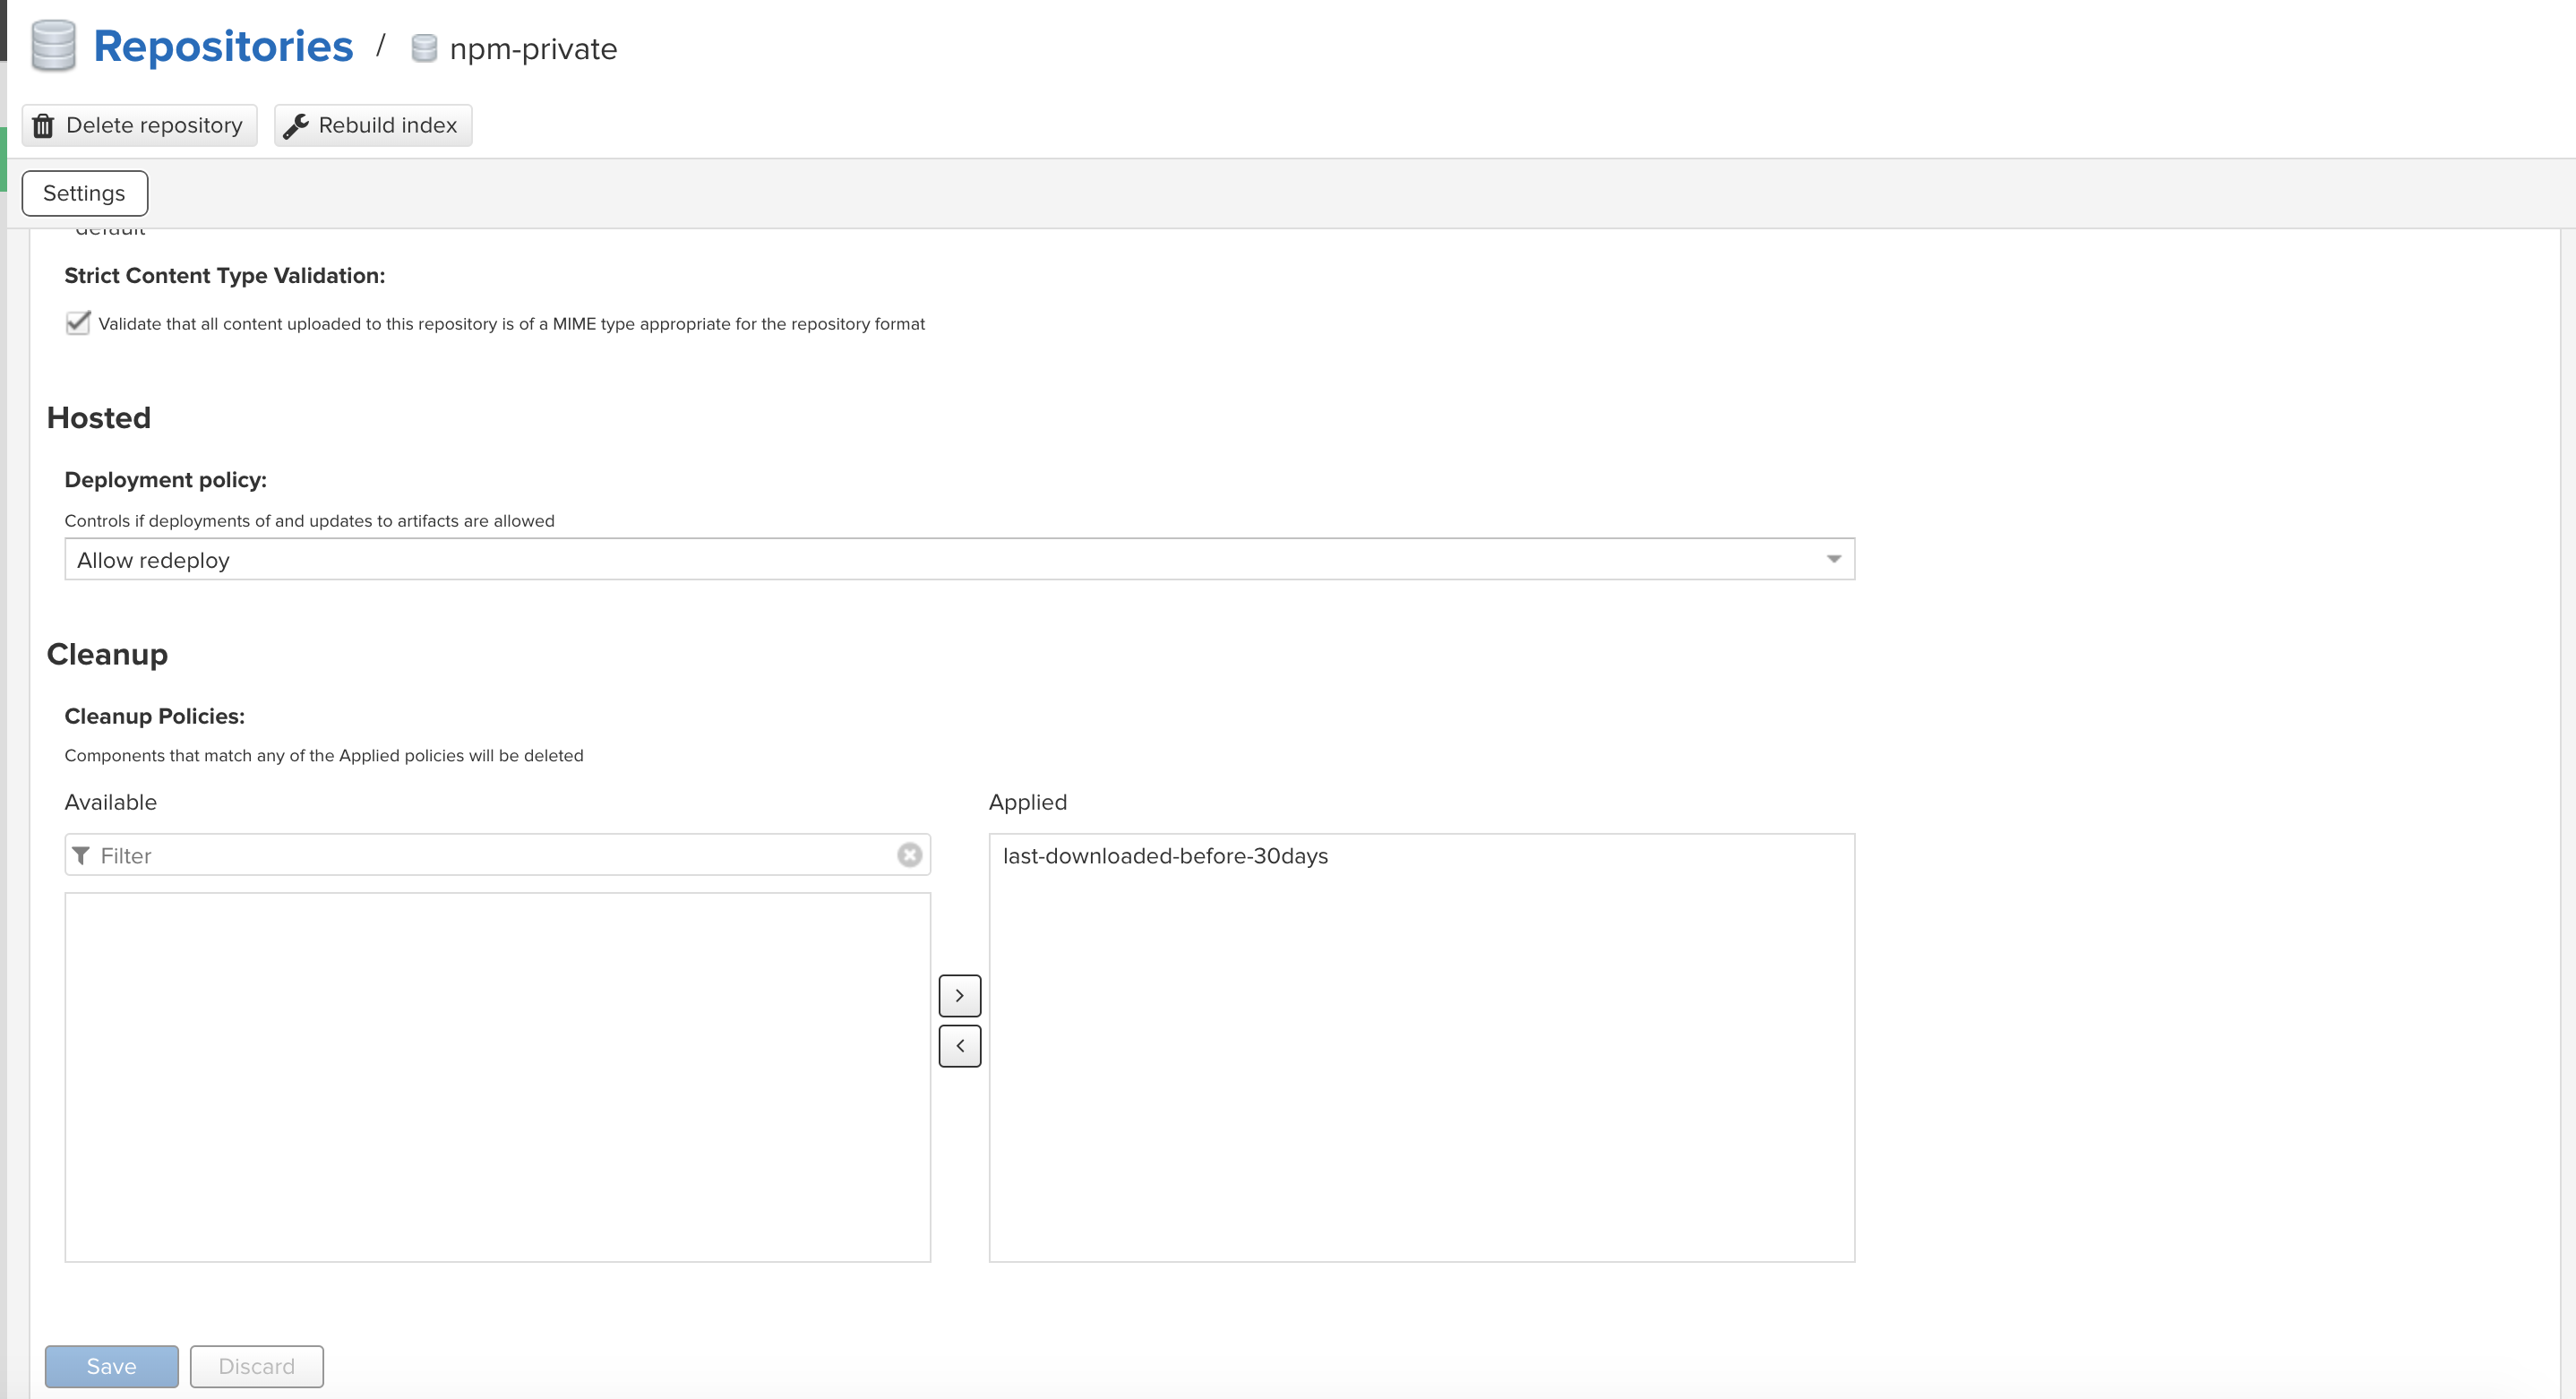 Repositories / npm-private
Delete repository Rebuild index
Settings
default
Strict Content Type Validation:
Validate that all content uploaded to this repository is of a MIME type appropriate for the repository format
Hosted
Deployment policy:
Controls if deployments of and updates to artifacts are allowed
Allow redeploy
Cleanup
Cleanup Policies:
Components that match any of the Applied policies will be deleted
Available Applied
Filter last-downloaded-before-30days
>
<
Save Discard